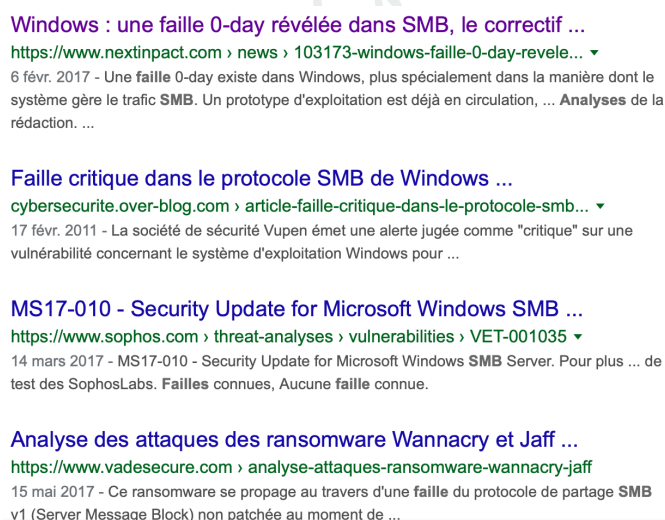 Windows : une faille 0-day révélée dans SMB, le correctif ...
https://www.nextinpact.com › news › 103173-windows-faille-0-day-revele...
6 févr. 2017 - Une faille 0-day existe dans Windows, plus spécialement dans la manière dont le
système gère le trafic SMB. Un prototype d'exploitation est déjà en circulation, ... Analyses de la
rédaction. ...
Faille critique dans le protocole SMB de Windows ...
cybersecurite.over-blog.com › article-faille-critique-dans-le-protocole-smb...
17 févr. 2011 - La société de sécurité Vupen émet une alerte jugée comme "critique" sur une
vulnérabilité concernant le système d'exploitation Windows pour ...
MS17-010 - Security Update for Microsoft Windows SMB ...
https://www.sophos.com › threat-analyses › vulnerabilities › VET-001035
14 mars 2017 - MS17-010 - Security Update for Microsoft Windows SMB Server. Pour plus ... de
test des SophosLabs. Failles connues, Aucune faille connue.
Analyse des attaques des ransomware Wannacry et Jaff ...
https://www.vadesecure.com › analyse-attaques-ransomware-wannacry-jaff
15 mai 2017 - Ce ransomware se propage au travers d'une faille du protocole de partage SMB
v1 (Server Message Block) non patchée au moment de ...